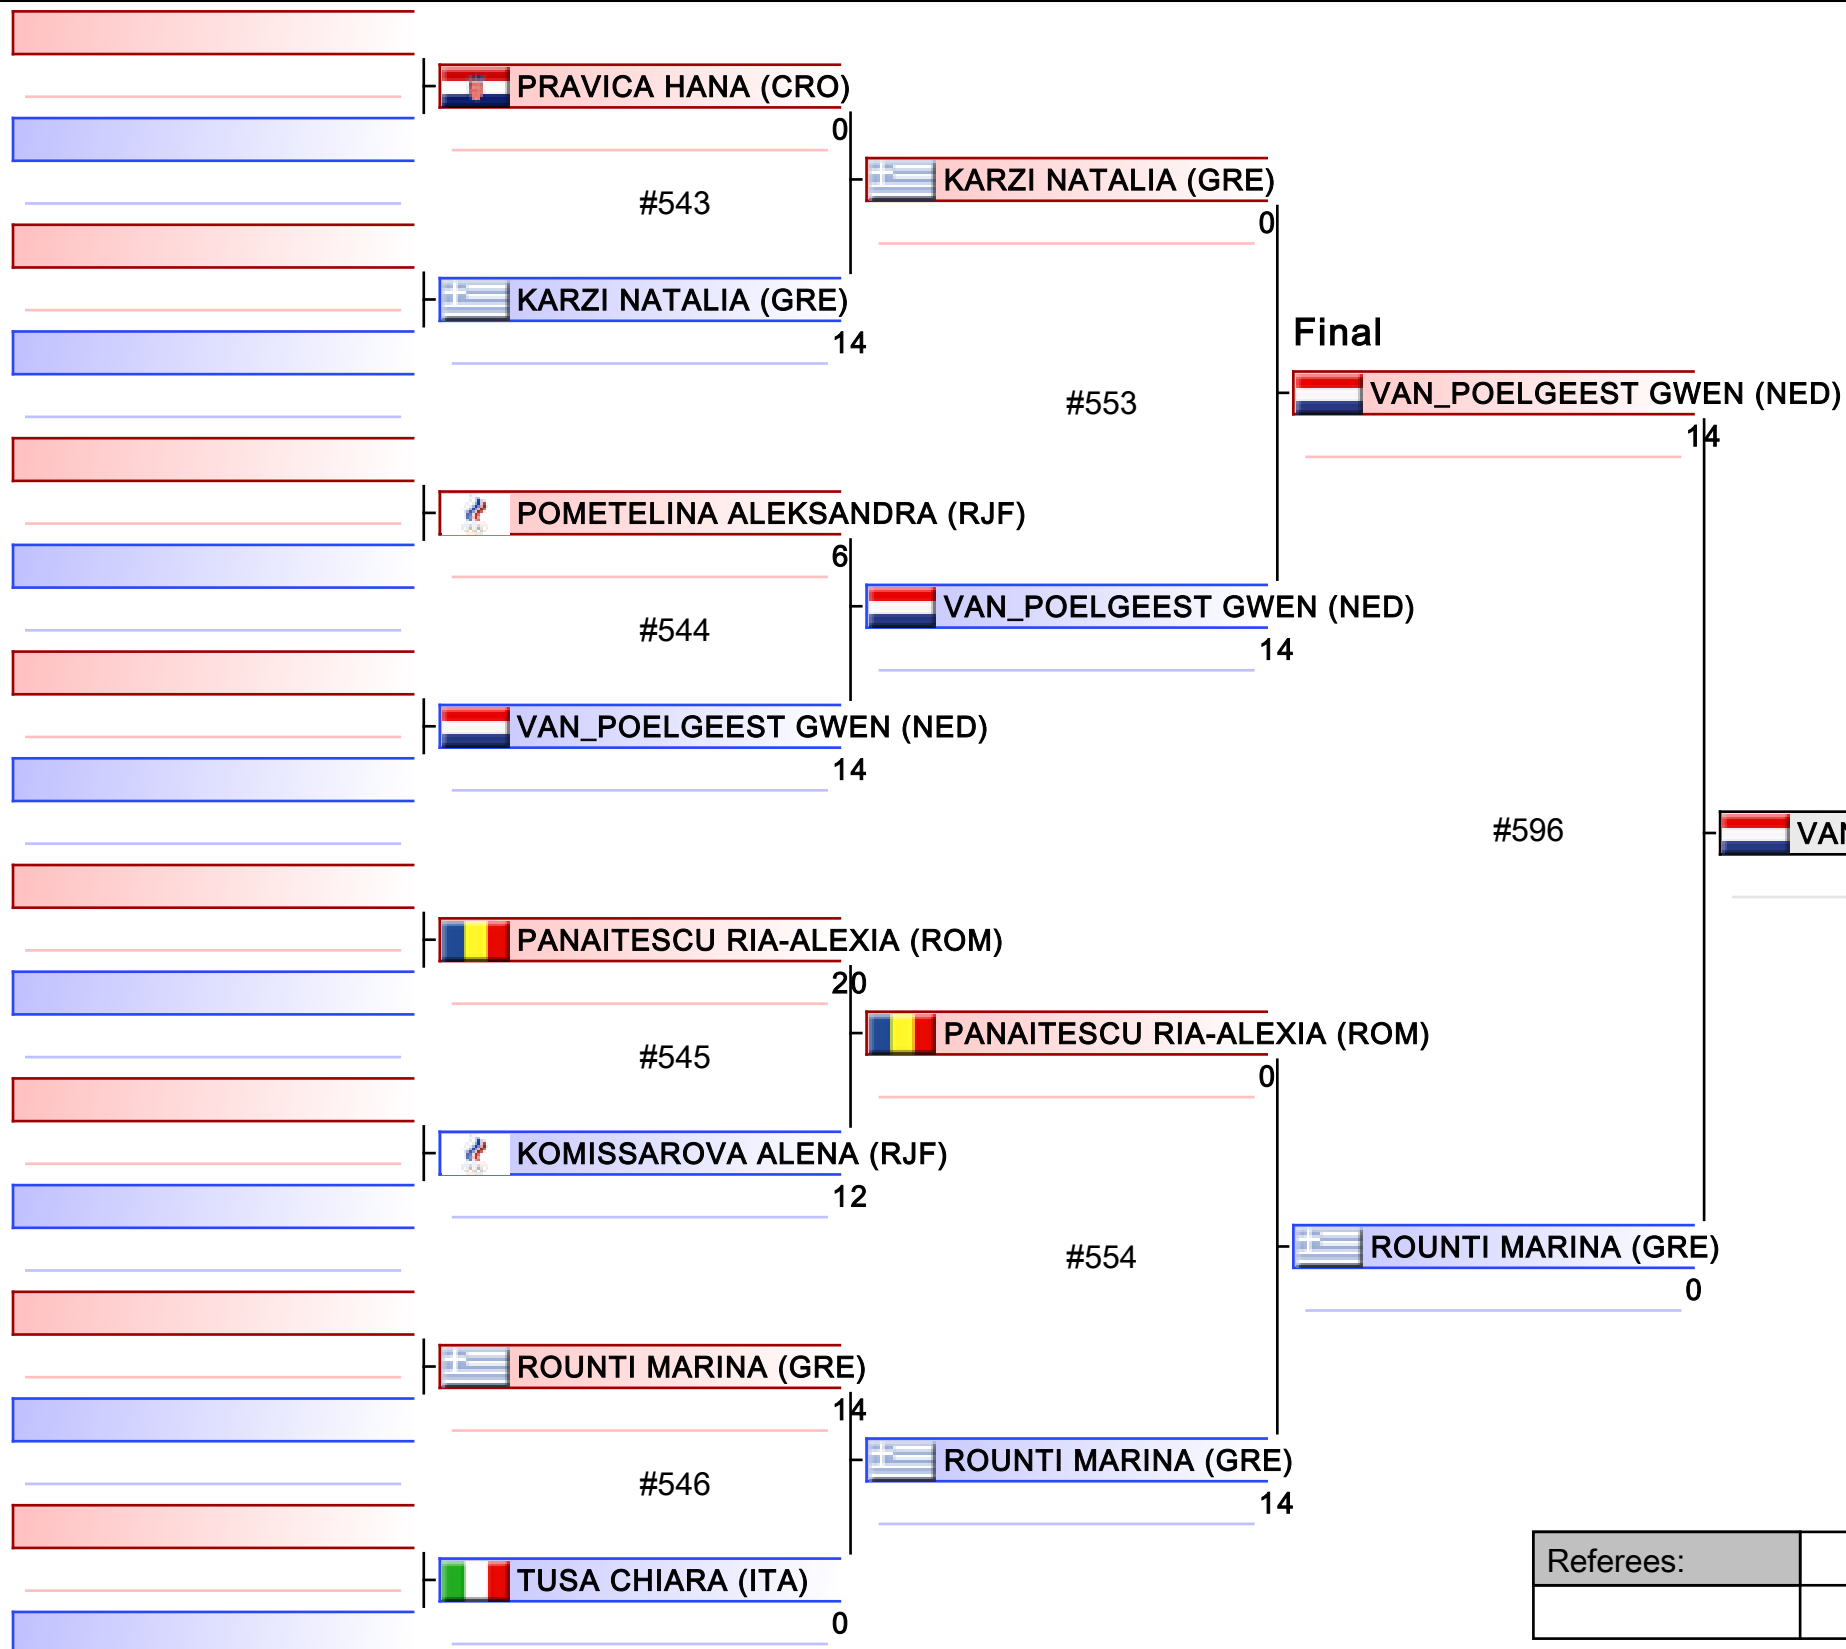 PRAVICA HANA (CRO)
0
#543
KARZI NATALIA (GRE)
14
POMETELINA ALEKSANDRA (RJF)
6
#544
VAN_POELGEEST GWEN (NED)
14
PANAITESCU RIA-ALEXIA (ROM)
20
#545
KOMISSAROVA ALENA (RJF)
12
ROUNTI MARINA (GRE)
14
#546
TUSA CHIARA (ITA)
0
KARZI NATALIA (GRE)
0
#553
VAN_POELGEEST GWEN (NED)
14
PANAITESCU RIA-ALEXIA (ROM)
0
#554
ROUNTI MARINA (GRE)
14
Final
VAN_POELGEEST GWEN (NED)
14
#596
ROUNTI MARINA (GRE)
0
Referees: